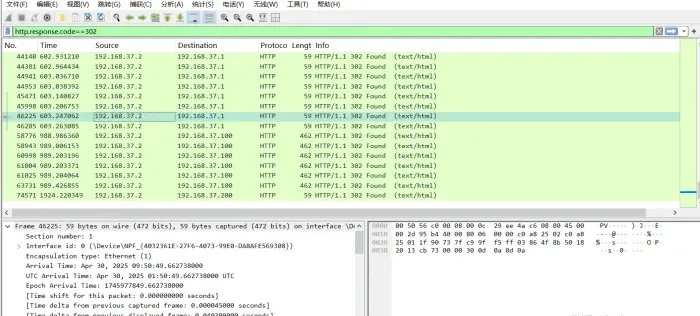 文件(F) 编辑(E) 视图(V) 跳转(G) 捕获(C) 分析(A) 统计(S) 电话(Y) 无线(W) 工具(T) 帮助(H)
http.response.code==302
No. Time Source Destination Protoco Lengt Info
44140 602.931210 192.168.37.2 192.168.37.1 HTTP 59 HTTP/1.1 302 Found (text/html)
44381 602.964434 192.168.37.2 192.168.37.1 HTTP 59 HTTP/1.1 302 Found (text/html)
44941 603.036710 192.168.37.2 192.168.37.1 HTTP 59 HTTP/1.1 302 Found (text/html)
44953 603.038392 192.168.37.2 192.168.37.1 HTTP 59 HTTP/1.1 302 Found (text/html)
45471 603.140827 192.168.37.2 192.168.37.1 HTTP 59 HTTP/1.1 302 Found (text/html)
45998 603.206753 192.168.37.2 192.168.37.1 HTTP 59 HTTP/1.1 302 Found (text/html)
46225 603.247062 192.168.37.2 192.168.37.1 HTTP 59 HTTP/1.1 302 Found (text/html)
46285 603.263085 192.168.37.2 192.168.37.1 HTTP 59 HTTP/1.1 302 Found (text/html)
58776 988.986360 192.168.37.2 192.168.37.100 HTTP 462 HTTP/1.1 302 Found (text/html)
58943 989.006153 192.168.37.2 192.168.37.100 HTTP 462 HTTP/1.1 302 Found (text/html)
60998 989.203196 192.168.37.2 192.168.37.100 HTTP 462 HTTP/1.1 302 Found (text/html)
61004 989.203371 192.168.37.2 192.168.37.100 HTTP 462 HTTP/1.1 302 Found (text/html)
61025 989.204064 192.168.37.2 192.168.37.100 HTTP 462 HTTP/1.1 302 Found (text/html)
63731 989.426855 192.168.37.2 192.168.37.100 HTTP 462 HTTP/1.1 302 Found (text/html)
74571 1924.220349 192.168.37.2 192.168.37.200 HTTP 59 HTTP/1.1 302 Found (text/html)
Frame 46225: 59 bytes on wire (472 bits), 59 bytes captured (472 bits) on interface \De
Section number: 1
Interface id: 0 (\Device\NPF_{4032361E-27F6-4073-99E0-DA8AFE569308})
Encapsulation type: Ethernet (1)
Arrival Time: Apr 30, 2025 09:50:49.662738000
UTC Arrival Time: Apr 30, 2025 01:50:49.662738000 UTC
Epoch Arrival Time: 1745977849.662738000
[Time shift for this packet: 0.000000000 seconds]
[Time delta from previous captured frame: 0.000045000 seconds]
[Time delta from previous displayed frame: 0.040309000 seconds]
0000 00 50 56 c0 00 08 00 0c 29 ee 4a c6 08 00 45 00 ·PV····· )·J···E·
0010 00 2d 95 b4 40 00 80 06 00 00 c0 a8 25 02 c0 a8
0020 25 01 1f 90 73 7f c9 9f f5 ff 03 86 4f 8b 50 18
0030 20 13 cb 73 00 00 30 0d 0a 0d 0a